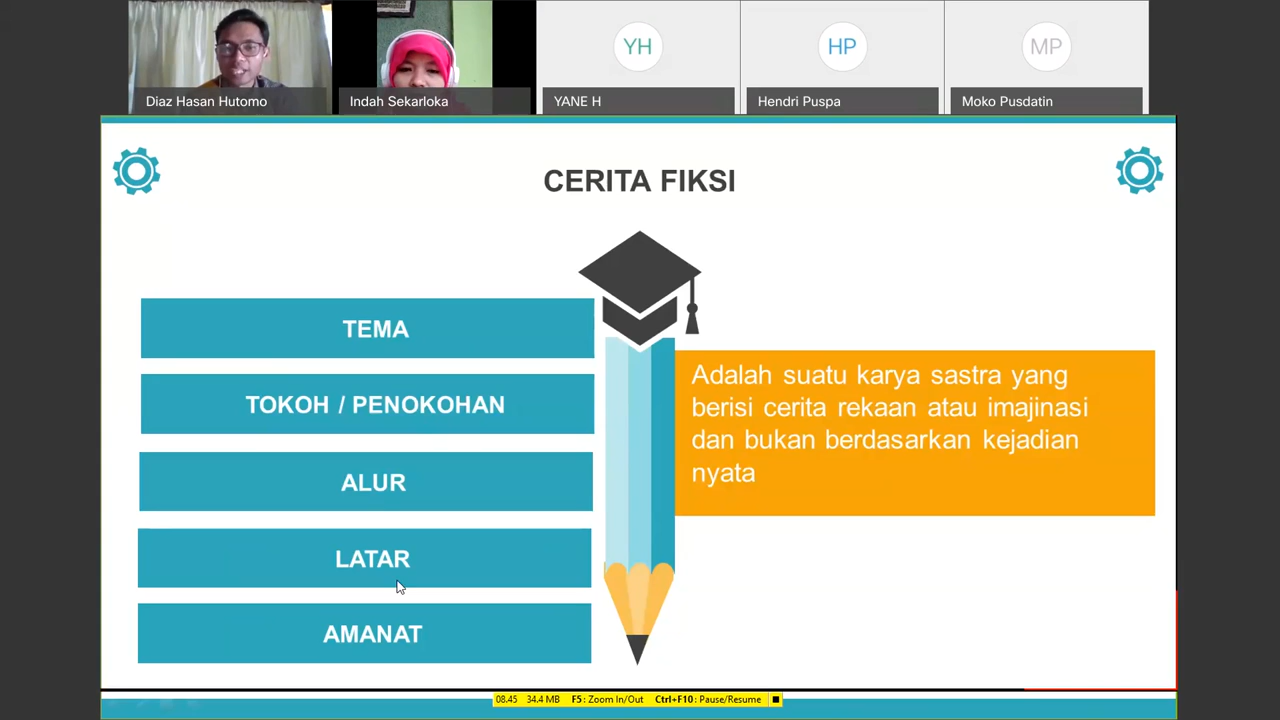 YH
HP
MP
Diaz Hasan Hutomo
Indah Sekarloka
YANE H
Hendri Puspa
Moko Pusdatin
CERITA FIKSI
TEMA
TOKOH / PENOKOHAN
ALUR
LATAR
AMANAT
Adalah suatu karya sastra yang
berisi cerita rekaan atau imajinasi
dan bukan berdasarkan kejadian
nyata
08.45 34.4 MB F5: Zoom In/Out Ctrl+F10: Pause/Resume